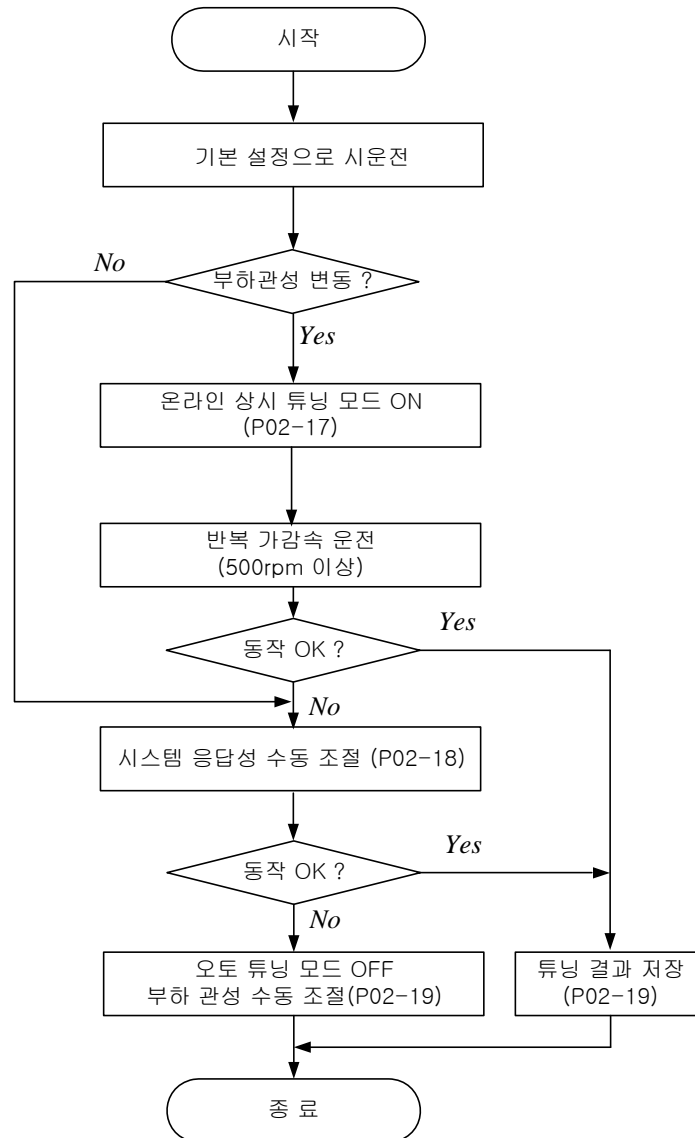 시작
기본 설정으로 시운전
No
부하관성 변동 ?
Yes
온라인 상시 튜닝 모드 ON
(P02-17)
반복 가감속 운전
(500rpm 이상)
동작 OK ?
Yes
No
시스템 응답성 수동 조절 (P02-18)
동작 OK ?
Yes
No
오토 튜닝 모드 OFF
부하 관성 수동 조절(P02-19)
튜닝 결과 저장
(P02-19)
종 료